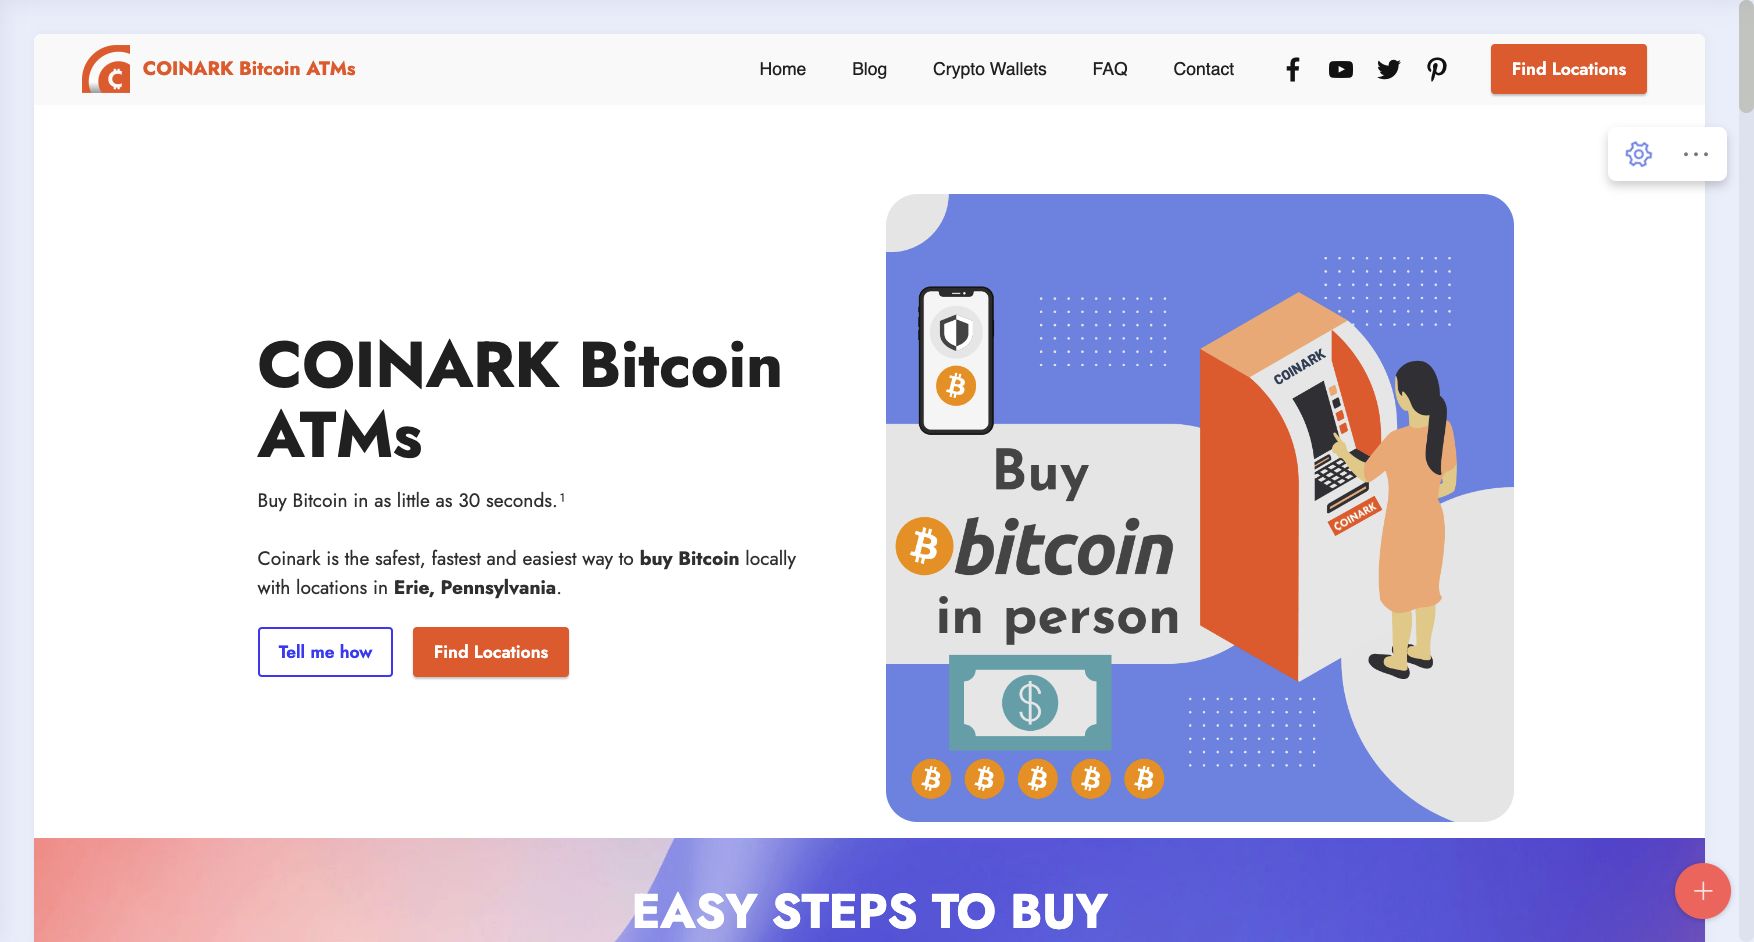 COINARK Bitcoin ATMs
Home Blog Crypto Wallets FAQ Contact
Find Locations
COINARK Bitcoin
ATMs
Buy Bitcoin in as little as 30 seconds.¹
Coinark is the safest, fastest and easiest way to buy Bitcoin locally
with locations in Erie, Pennsylvania.
Tell me how
Find Locations
COINARK
Buy
bitcoin
in person
COINARK
$
EASY STEPS TO BUY